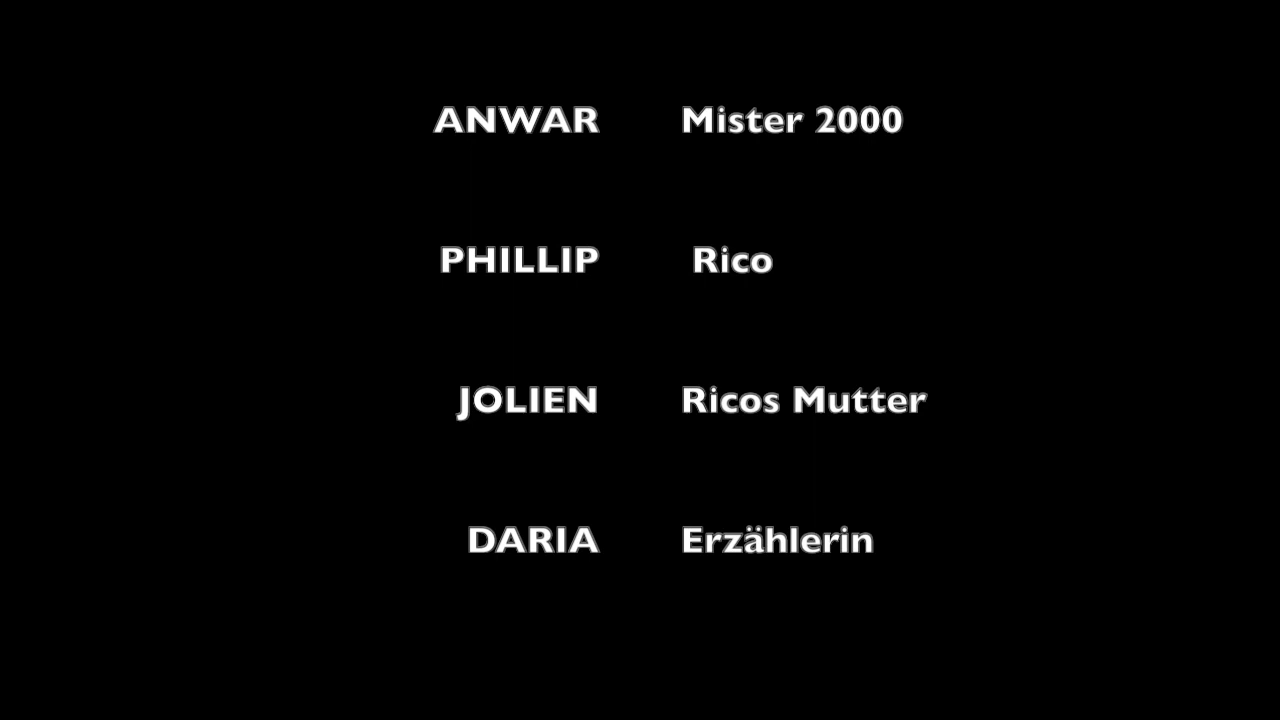 ANWAR Mister 2000
PHILLIP Rico
JOLIEN Ricos Mutter
DARIA Erzählerin